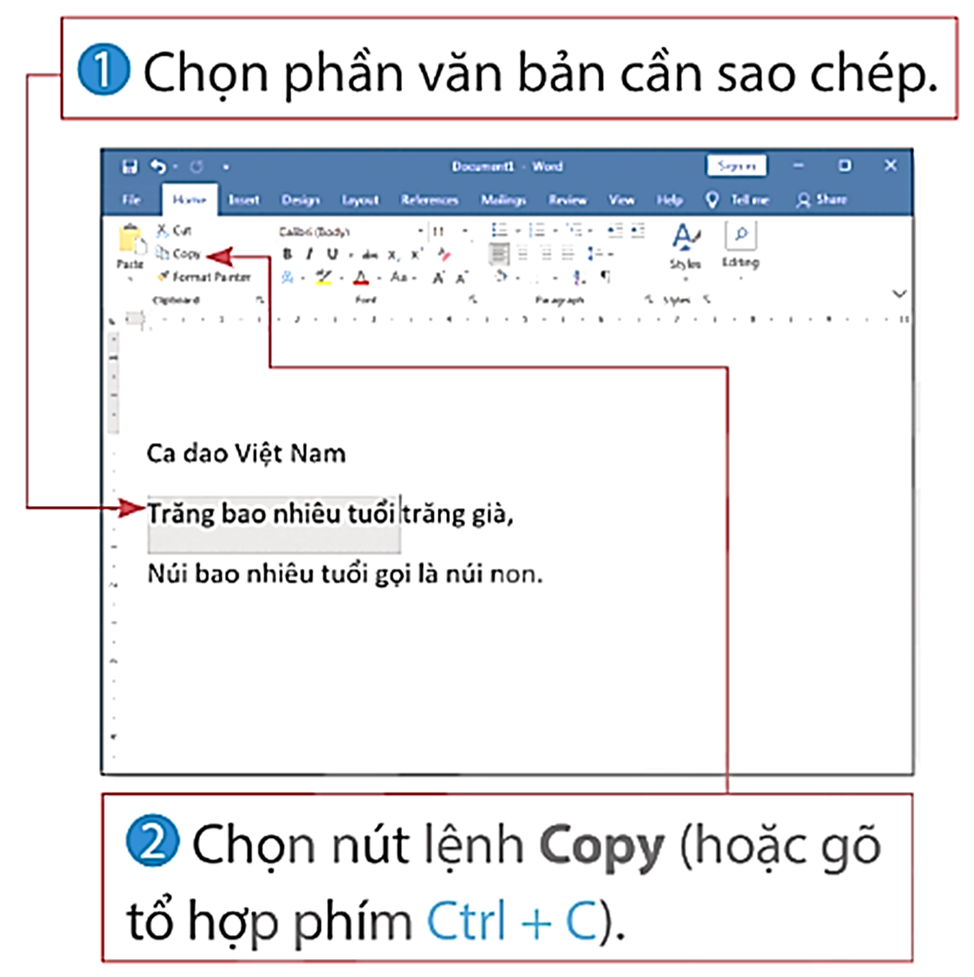 1 Chọn phần văn bản cần sao chép.
Document1 - Word
Sign in
File Home Insert Design Layout References Mailings Review View Help Tell me Share
Cut
Calibri (Body) 11
Copy
Paste
Format Painter
Styles
Editing
Clipboard Font Paragraph Styles
Ca dao Việt Nam
Trăng bao nhiêu tuổi trăng già,
Núi bao nhiêu tuổi gọi là núi non.
2 Chọn nút lệnh Copy (hoặc gõ
tổ hợp phím Ctrl + C).